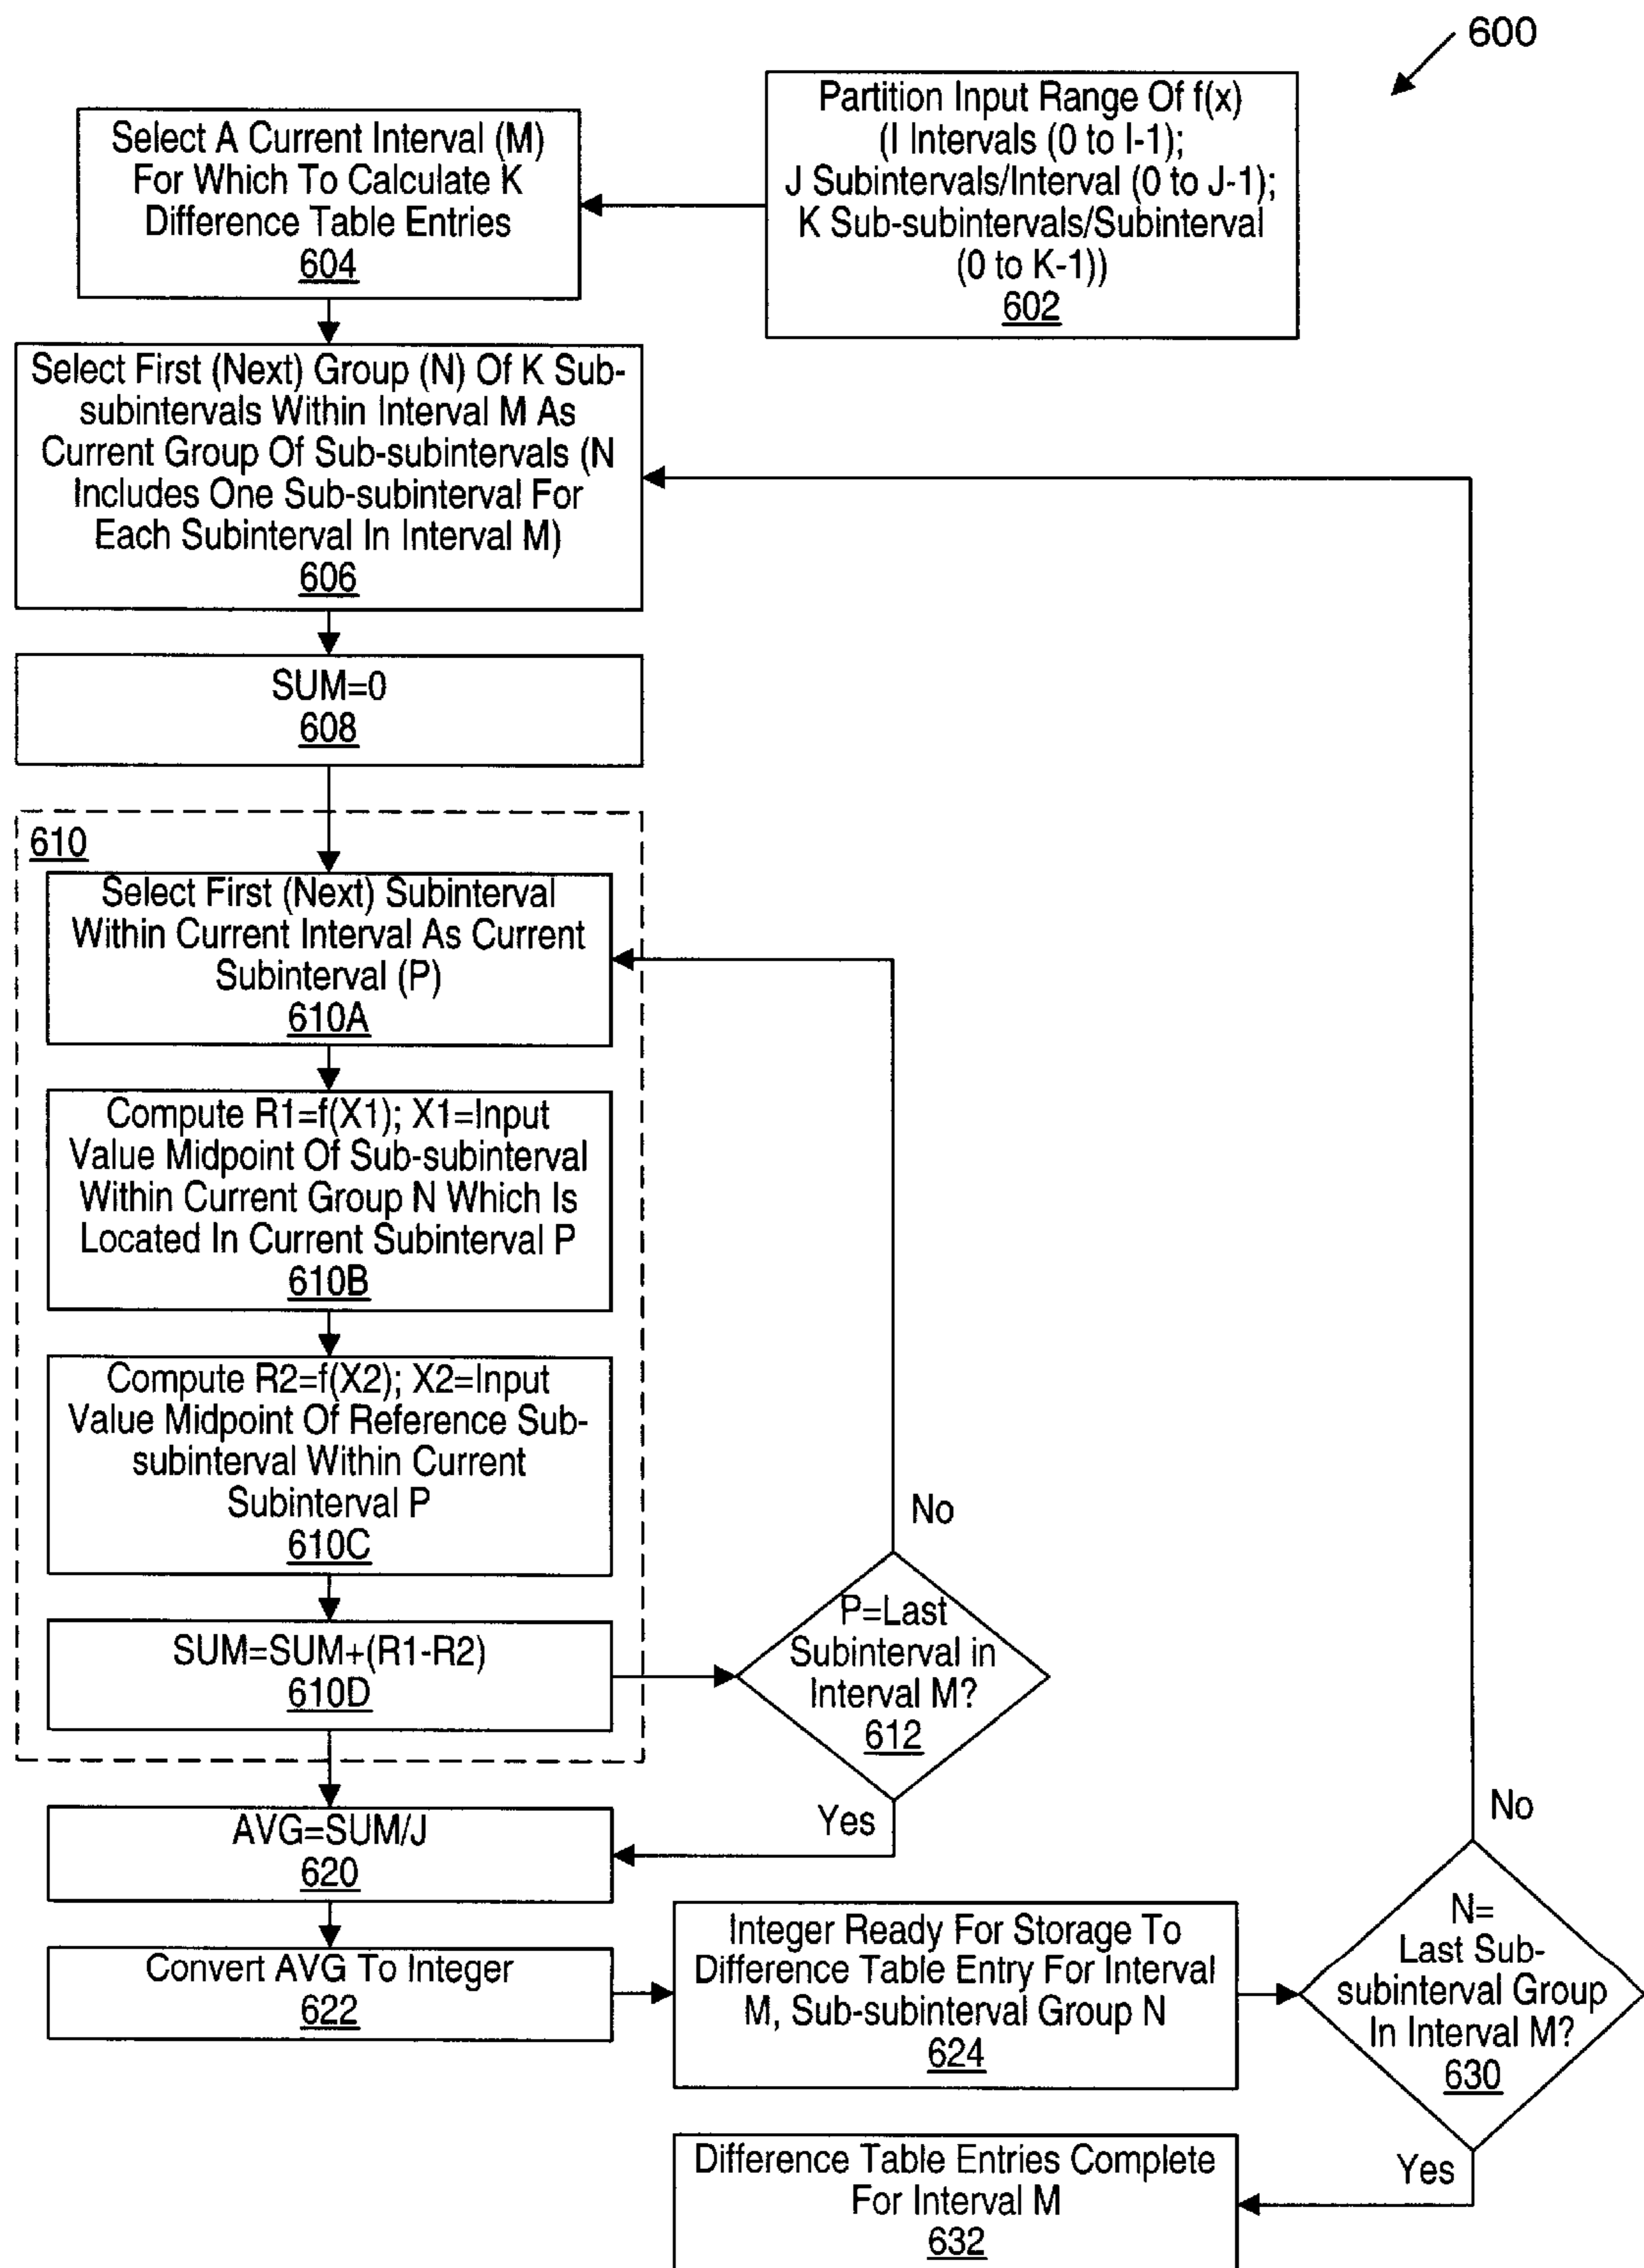 600
Partition Input Range Of f(x)
(I Intervals (0 to I-1);
J Subintervals/Interval (0 to J-1);
K Sub-subintervals/Subinterval
(0 to K-1))
602
Select A Current Interval (M)
For Which To Calculate K
Difference Table Entries
604
Select First (Next) Group (N) Of K Sub-
subintervals Within Interval M As
Current Group Of Sub-subintervals (N
Includes One Sub-subinterval For
Each Subinterval In Interval M)
606
SUM=0
608
610
Select First (Next) Subinterval
Within Current Interval As Current
Subinterval (P)
610A
Compute R1=f(X1); X1=Input
Value Midpoint Of Sub-subinterval
Within Current Group N Which Is
Located In Current Subinterval P
610B
Compute R2=f(X2); X2=Input
Value Midpoint Of Reference Sub-
subinterval Within Current
Subinterval P
610C
SUM=SUM+(R1-R2)
610D
No
P=Last
Subinterval in
Interval M?
612
Yes
AVG=SUM/J
620
Convert AVG To Integer
622
Integer Ready For Storage To
Difference Table Entry For Interval
M, Sub-subinterval Group N
624
No
N=
Last Sub-
subinterval Group
In Interval M?
630
Yes
Difference Table Entries Complete
For Interval M
632